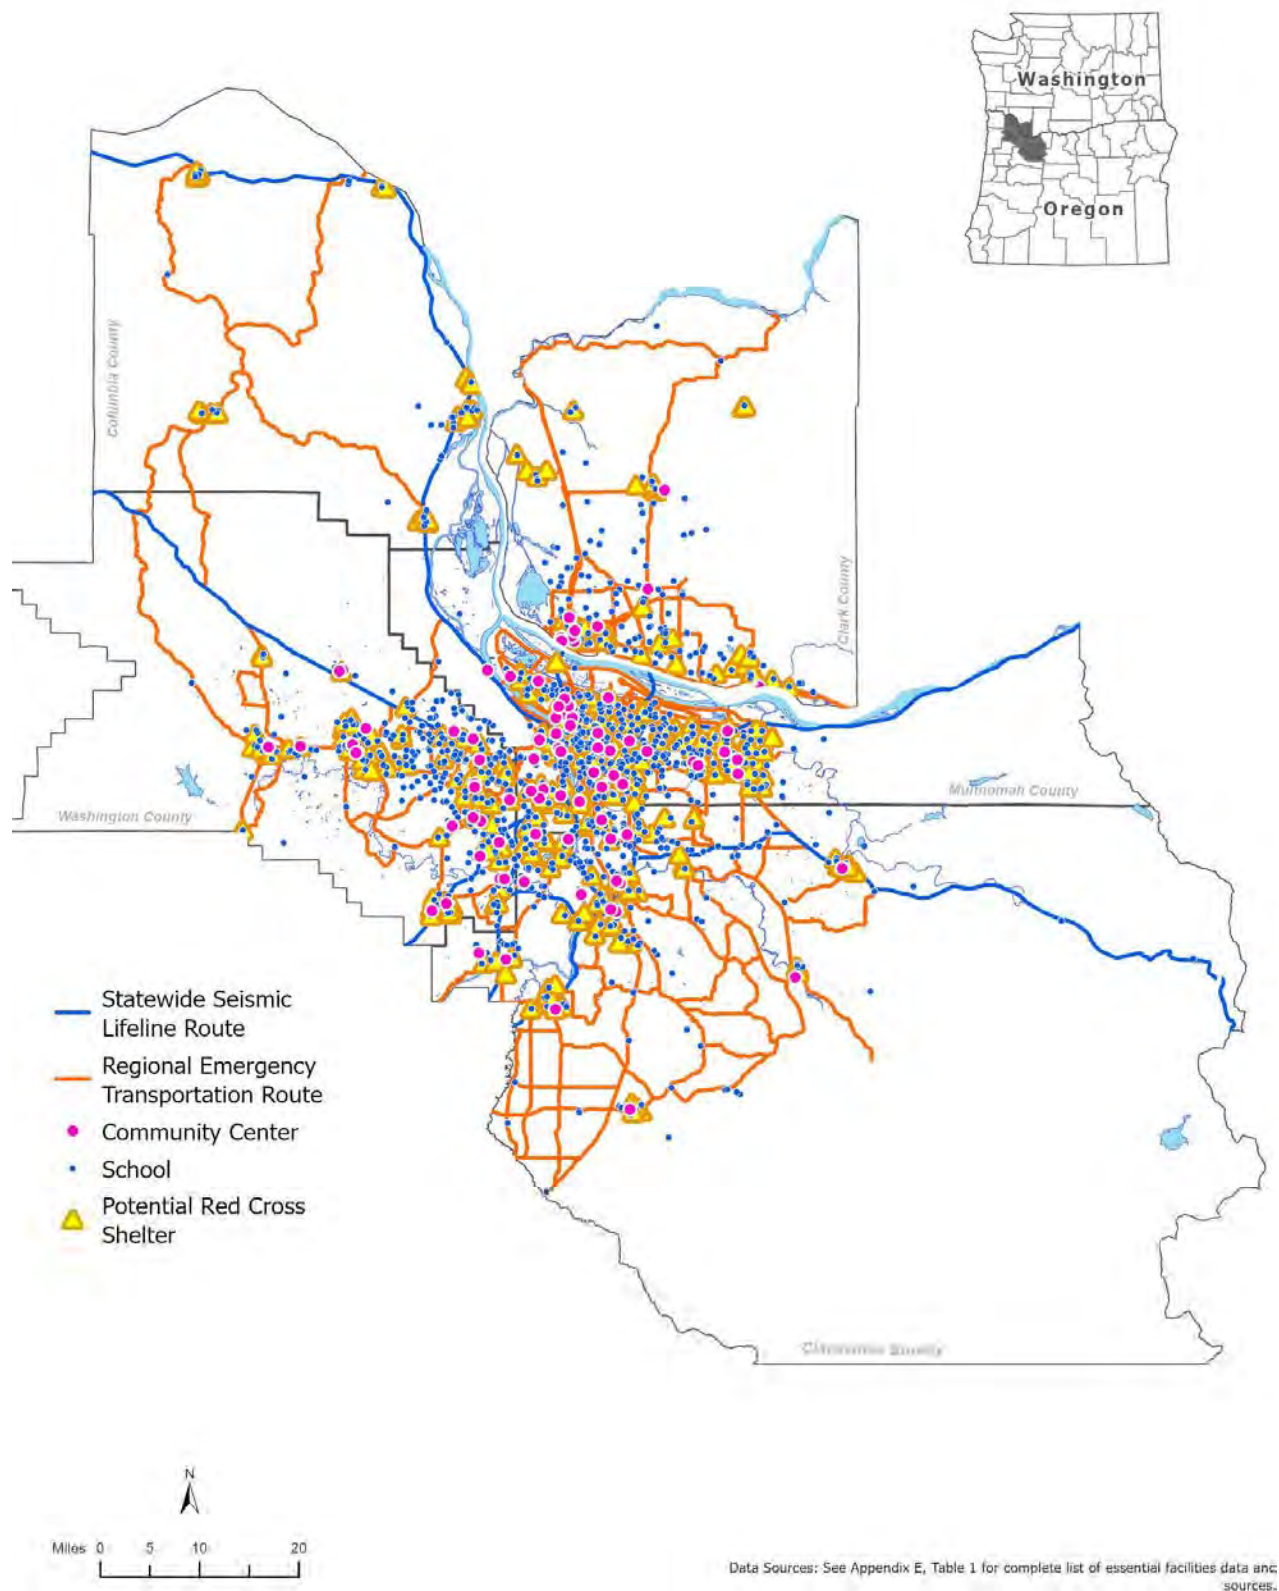 Washington
Oregon
Columbia County
Clark County
Multnomah County
Washington County
Statewide Seismic
Lifeline Route
Regional Emergency
Transportation Route
Community Center
School
Potential Red Cross
Shelter
Clackamas County
N
Miles 0 5 10 20
Data Sources: See Appendix E, Table 1 for complete list of essential facilities data and
sources.